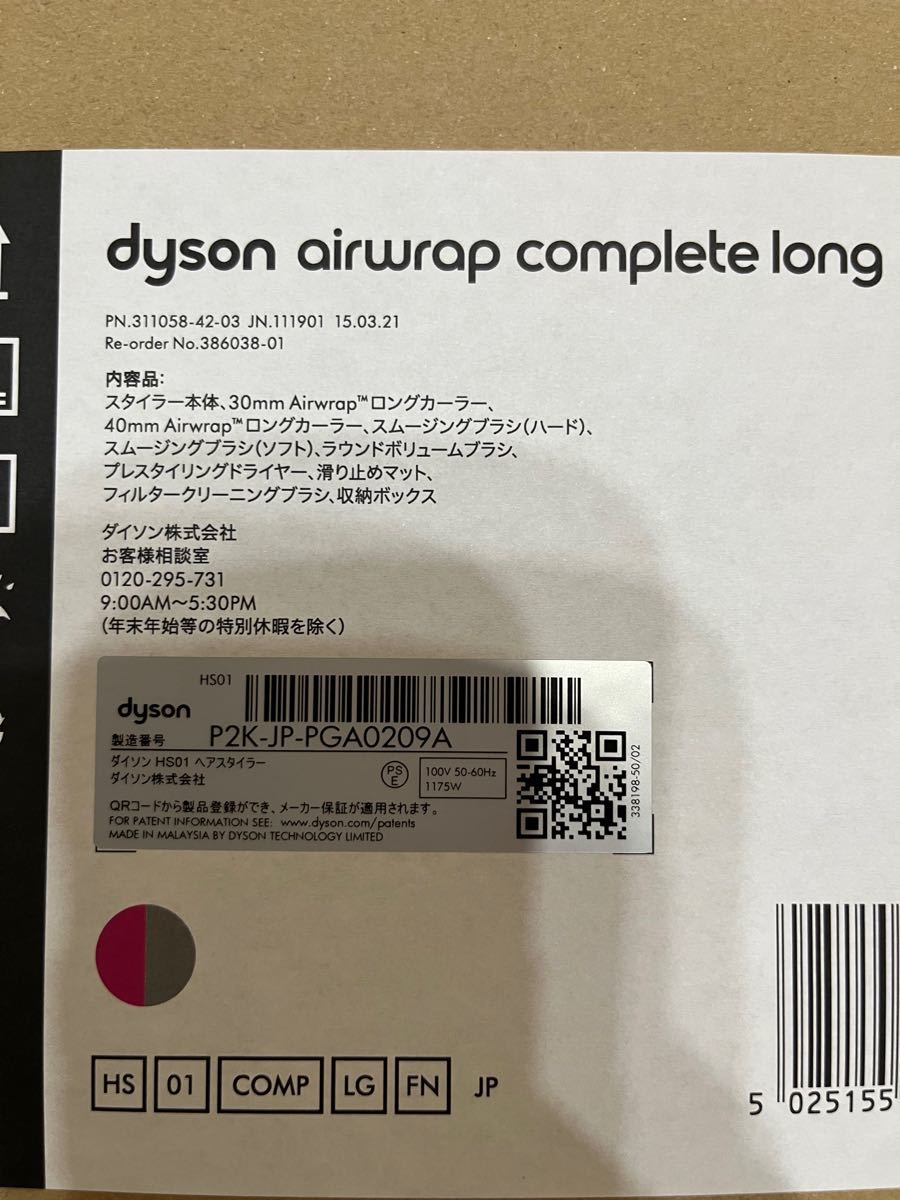 dyson airwrap complete long
PN.311058-42-03 JN.111901 15.03.21
Re-order No.386038-01
内容品:
スタイラー本体、30mm Airwrap™ロングカーラー、
40mm Airwrap™ロングカーラー、スムージングブラシ(ハード)、
スムージングブラシ(ソフト)、ラウンドボリュームブラシ、
プレスタイリングドライヤー、滑り止めマット、
フィルタークリーニングブラシ、収納ボックス
ダイソン株式会社
お客様相談室
0120-295-731
9:00AM〜5:30PM
(年末年始等の特別休暇を除く)
HS01
dyson
製造番号 P2K-JP-PGA0209A
ダイソン HS01 ヘアスタイラー
ダイソン株式会社
PS
E
100V 50-60Hz
1175W
338198-50/02
QRコードから製品登録ができ、メーカー保証が適用されます。
FOR PATENT INFORMATION SEE: www.dyson.com/patents
MADE IN MALAYSIA BY DYSON TECHNOLOGY LIMITED
HS 01 COMP LG FN JP
5 025155